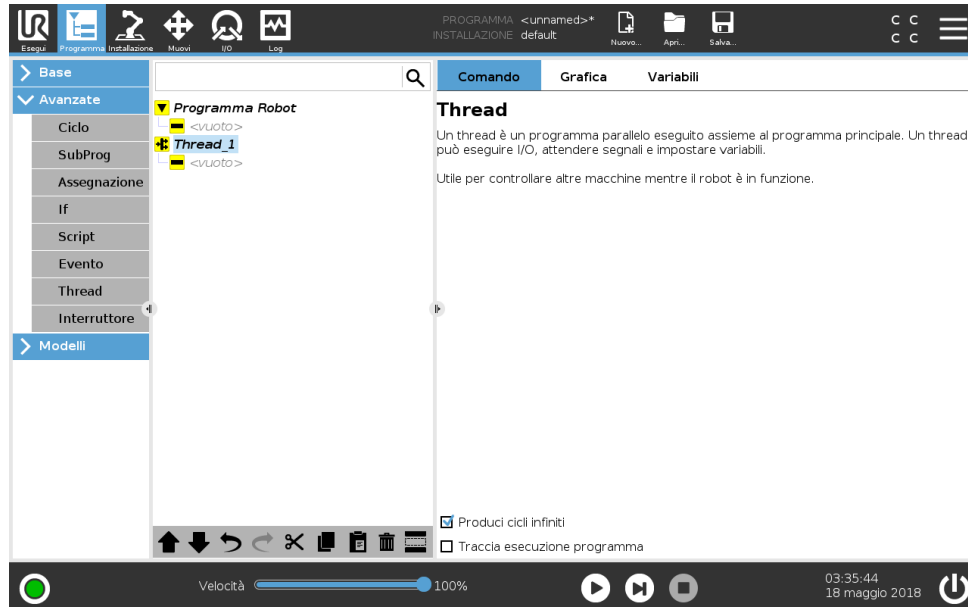 PROGRAMMA <unnamed>*
INSTALLAZIONE default
C C
C C
Esegui Programma Installazione Muovi I/O Log Nuovo... Apri... Salva...
Base
Avanzate
Ciclo
SubProg
Assegnazione
If
Script
Evento
Thread
Interruttore
Modelli
Programma Robot
<vuoto>
Thread_1
<vuoto>
Comando Grafica Variabili
Thread
Un thread è un programma parallelo eseguito assieme al programma principale. Un thread
può eseguire I/O, attendere segnali e impostare variabili.
Utile per controllare altre macchine mentre il robot è in funzione.
Produci cicli infiniti
Traccia esecuzione programma
Velocità 100%
03:35:44
18 maggio 2018